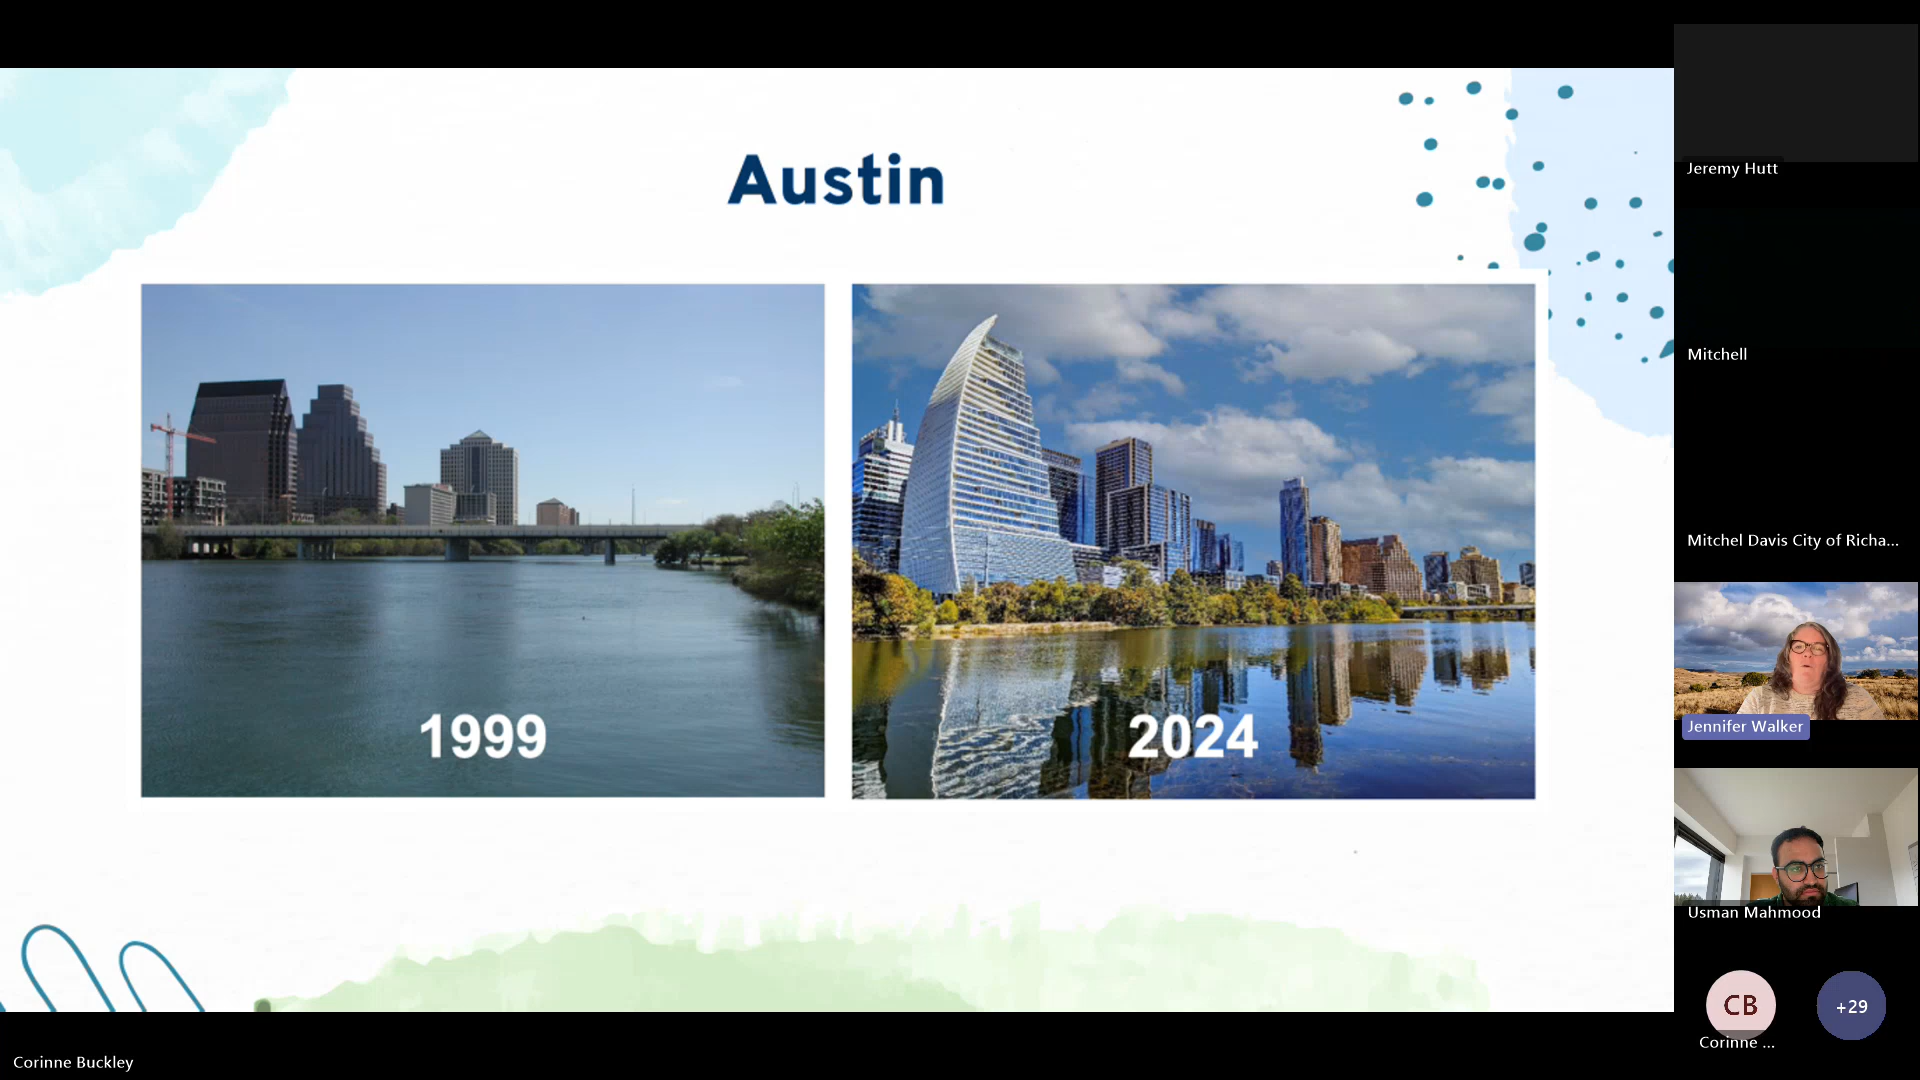 Austin
1999
2024
Jeremy Hutt
Mitchell
Mitchel Davis City of Richa...
Jennifer Walker
Usman Mahmood
CB
+29
Corinne ...
Corinne Buckley